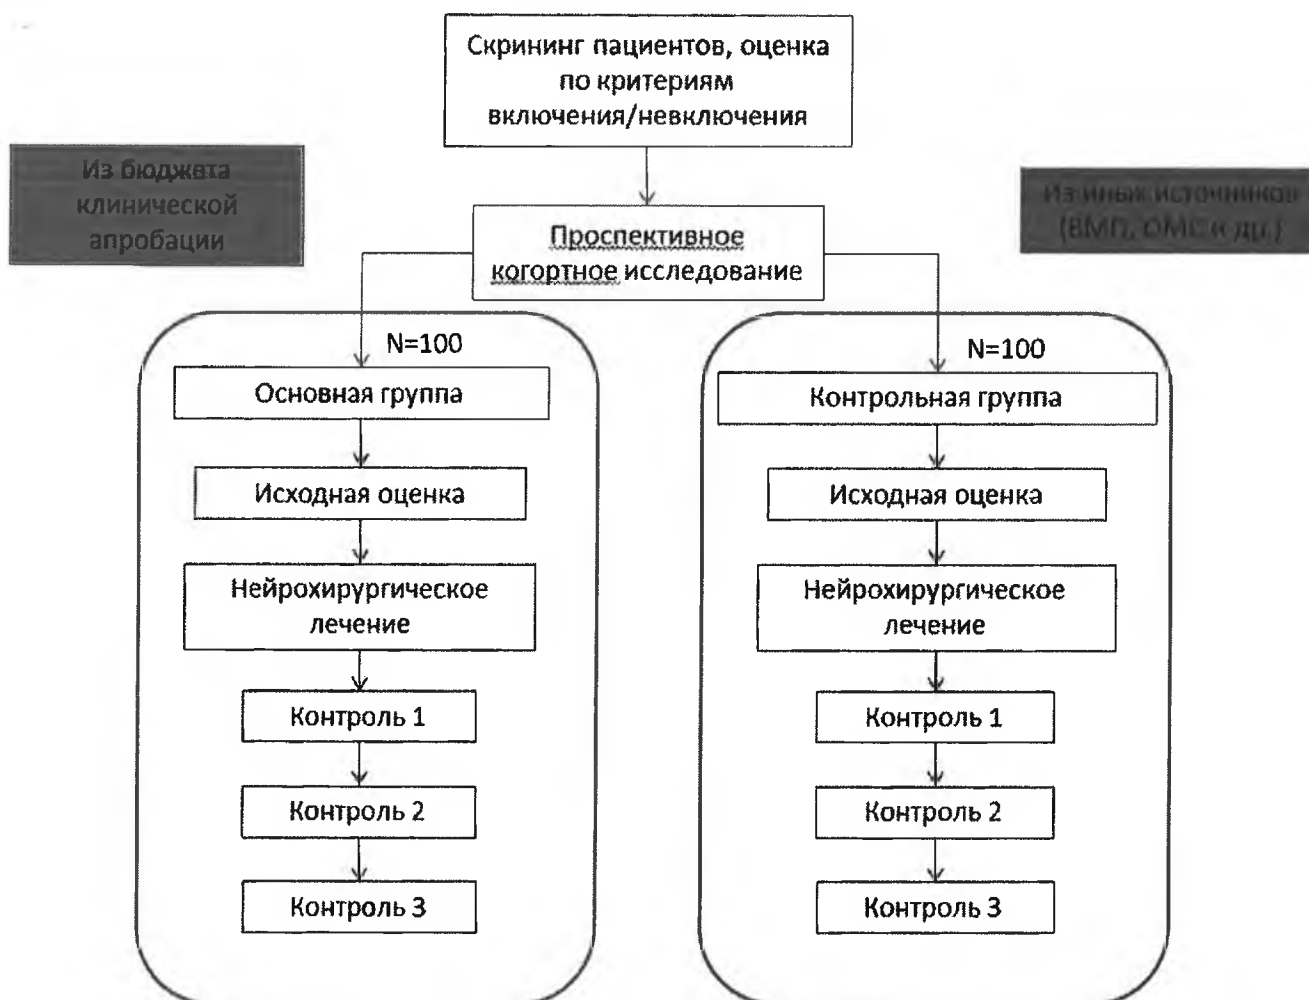 Скрининг пациентов, оценка
по критериям
включения/невключения
Из бюджета
клинической
апробации
Из иных источников
(ВМП, ОМС и др.)
Проспективное
когортное исследование
N=100
Основная группа
Исходная оценка
Нейрохирургическое
лечение
Контроль 1
Контроль 2
Контроль 3
N=100
Контрольная группа
Исходная оценка
Нейрохирургическое
лечение
Контроль 1
Контроль 2
Контроль 3